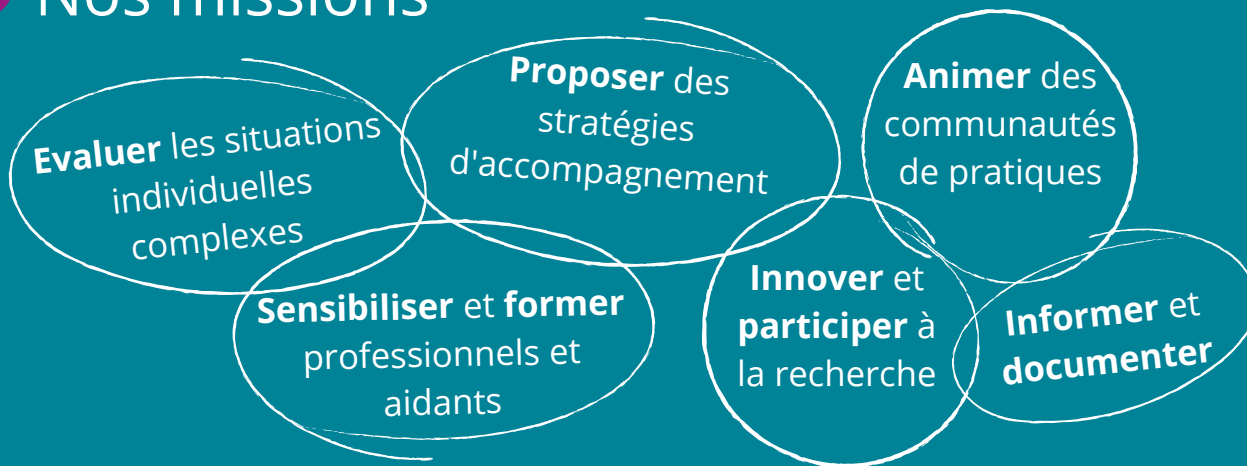 Nos missions
Evaluer les situations
individuelles
complexes
Proposer des
stratégies
d'accompagnement
Animer des
communautés
de pratiques
Sensibiliser et former
professionnels et
aidants
Innover et
participer à
la recherche
Informer et
documenter